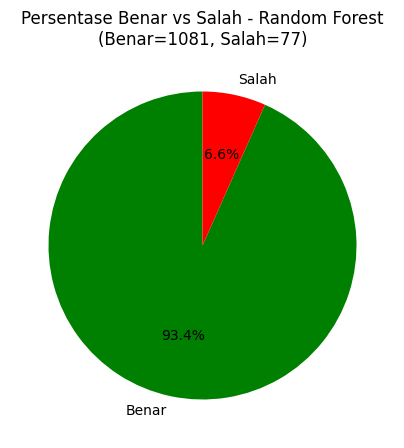 Persentase Benar vs Salah - Random Forest
(Benar=1081, Salah=77)
Salah
6.6%
93.4%
Benar